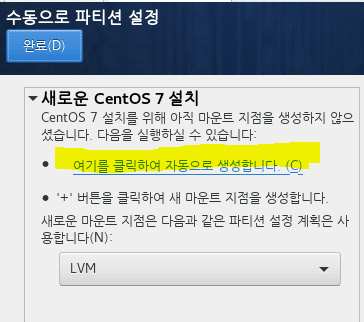 수동으로 파티션 설정
완료(D)
새로운 CentOS 7 설치
CentOS 7 설치를 위해 아직 마운트 지점을 생성하지 않으
셨습니다. 다음을 실행하실 수 있습니다:
• 여기를 클릭하여 자동으로 생성합니다. (C)
• '+' 버튼을 클릭하여 새 마운트 지점을 생성합니다.
새로운 마운트 지점은 다음과 같은 파티션 설정 계획은 사
용합니다(N):
LVM